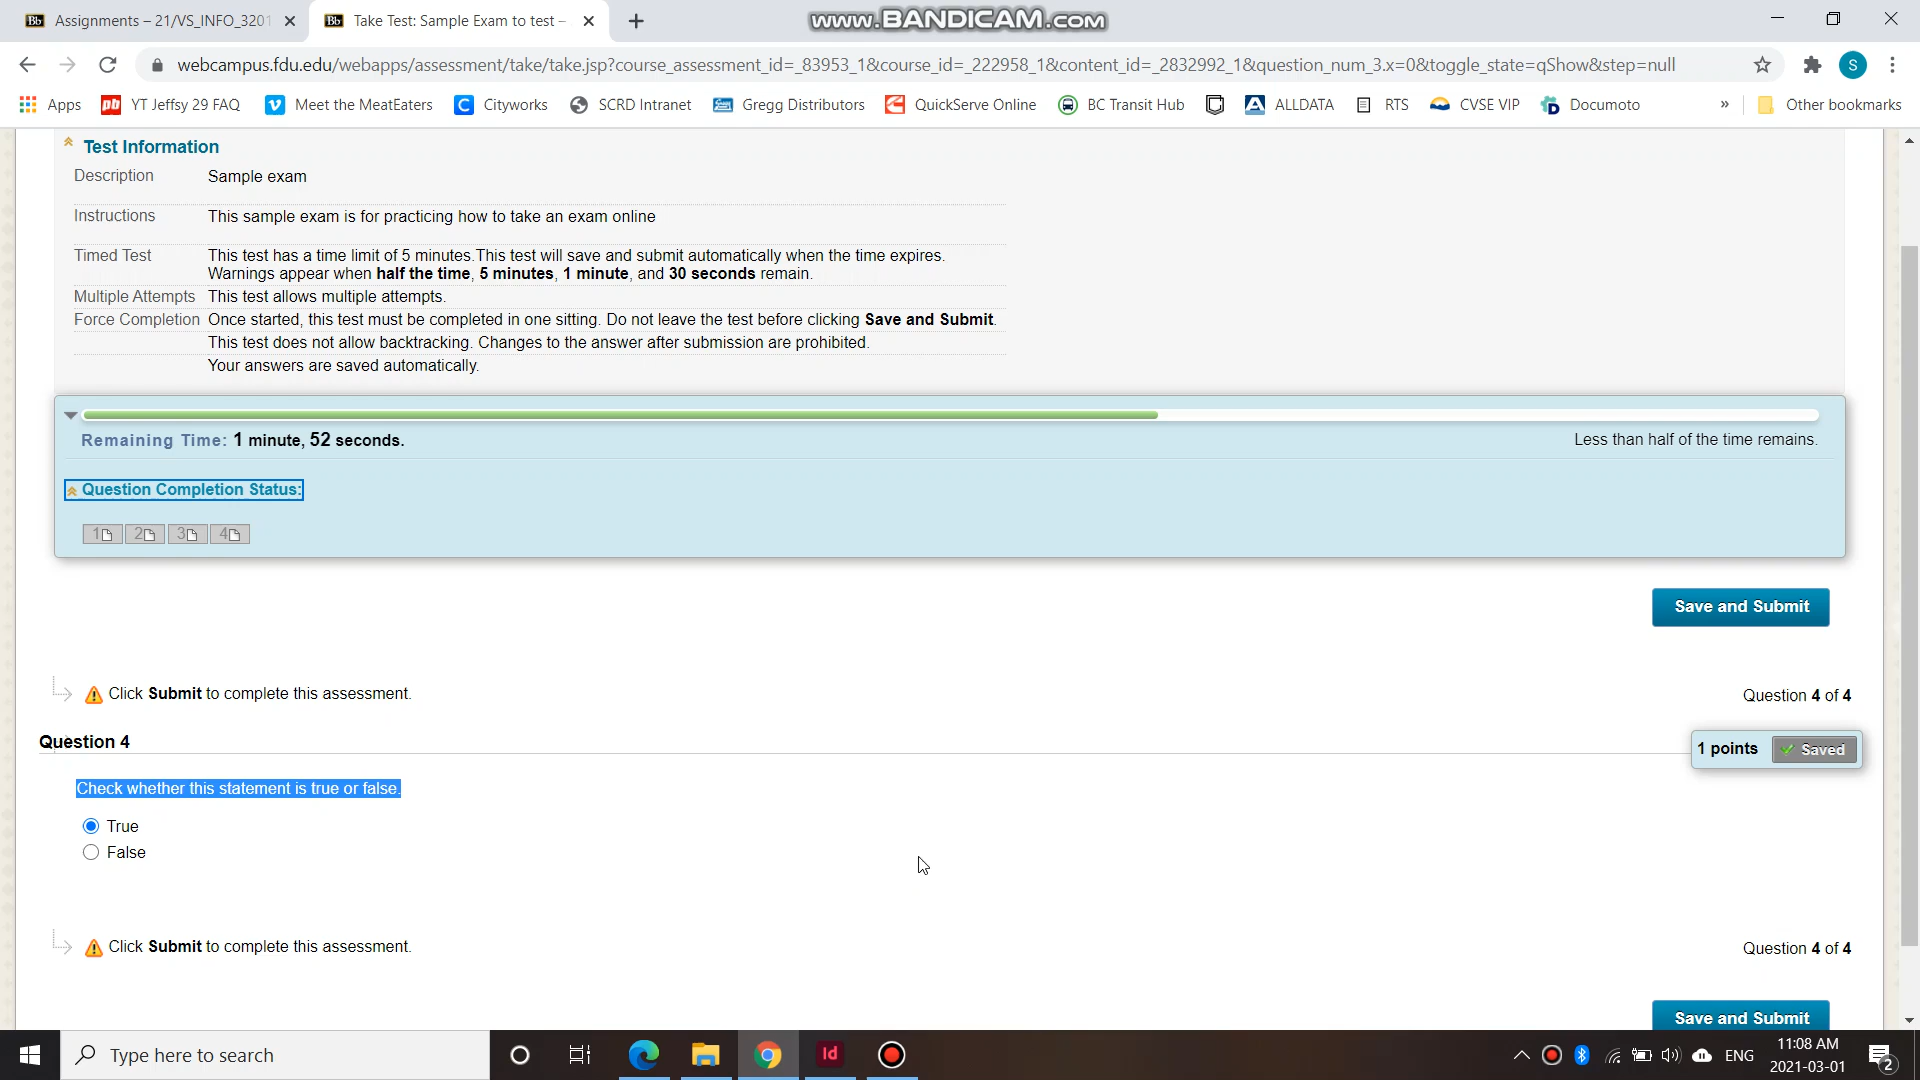 Assignments – 21/VS_INFO_3201
Take Test: Sample Exam to test –
www.BANDICAM.com
webcampus.fdu.edu/webapps/assessment/take/take.jsp?course_assessment_id=_83953_1&course_id=_222958_1&content_id=_2832992_1&question_num_3.x=0&toggle_state=qShow&step=null
S
Apps
YT Jeffsy 29 FAQ
Meet the MeatEaters
Cityworks
SCRD Intranet
Gregg Distributors
QuickServe Online
BC Transit Hub
ALLDATA
RTS
CVSE VIP
Documoto
»
Other bookmarks
Test Information
Description Sample exam
Instructions This sample exam is for practicing how to take an exam online
Timed Test This test has a time limit of 5 minutes.This test will save and submit automatically when the time expires.
Warnings appear when half the time, 5 minutes, 1 minute, and 30 seconds remain.
Multiple Attempts This test allows multiple attempts.
Force Completion Once started, this test must be completed in one sitting. Do not leave the test before clicking Save and Submit.
This test does not allow backtracking. Changes to the answer after submission are prohibited.
Your answers are saved automatically.
Remaining Time: 1 minute, 52 seconds.
Less than half of the time remains.
Question Completion Status:
1 2 3 4
Save and Submit
Click Submit to complete this assessment.
Question 4 of 4
Question 4
1 points Saved
Check whether this statement is true or false.
True
False
Click Submit to complete this assessment.
Question 4 of 4
Save and Submit
Type here to search
Id
ENG
11:08 AM
2021-03-01
2